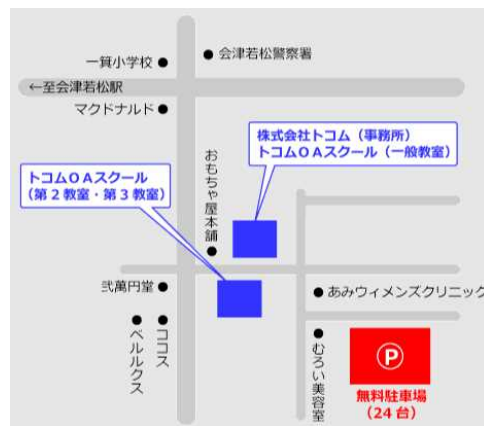 一箕小学校
会津若松警察署
←至会津若松駅
マクドナルド
株式会社トコム（事務所）
トコムＯＡスクール（一般教室）
トコムＯＡスクール
（第２教室・第３教室）
おもちゃ屋本舗
弐萬円堂
あみウィメンズクリニック
ココス
ベルルクス
むろい美容室
P
無料駐車場
（24台）